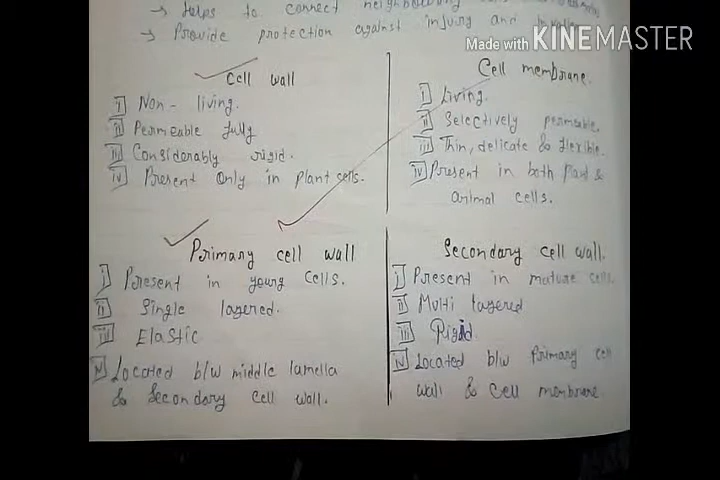 → Helps to connect neighbouring
→ Provide protection against injury and
Made with KINEMASTER
Cell wall
i Non-living.
ii Permeable fully
iii Considerably rigid.
iv Present only in plant cells.
Cell membrane.
i Living.
ii Selectively permeable.
iii Thin, delicate & flexible.
iv Present in both plant &
animal cells.
Primary cell wall
i Present in young cells.
ii Single layered.
iii Elastic
iv Located b/w middle lamella
& Secondary cell wall.
Secondary cell wall.
i Present in mature cells.
ii Multi layered
iii Rigid
iv Located b/w Primary cell
wall & cell membrane